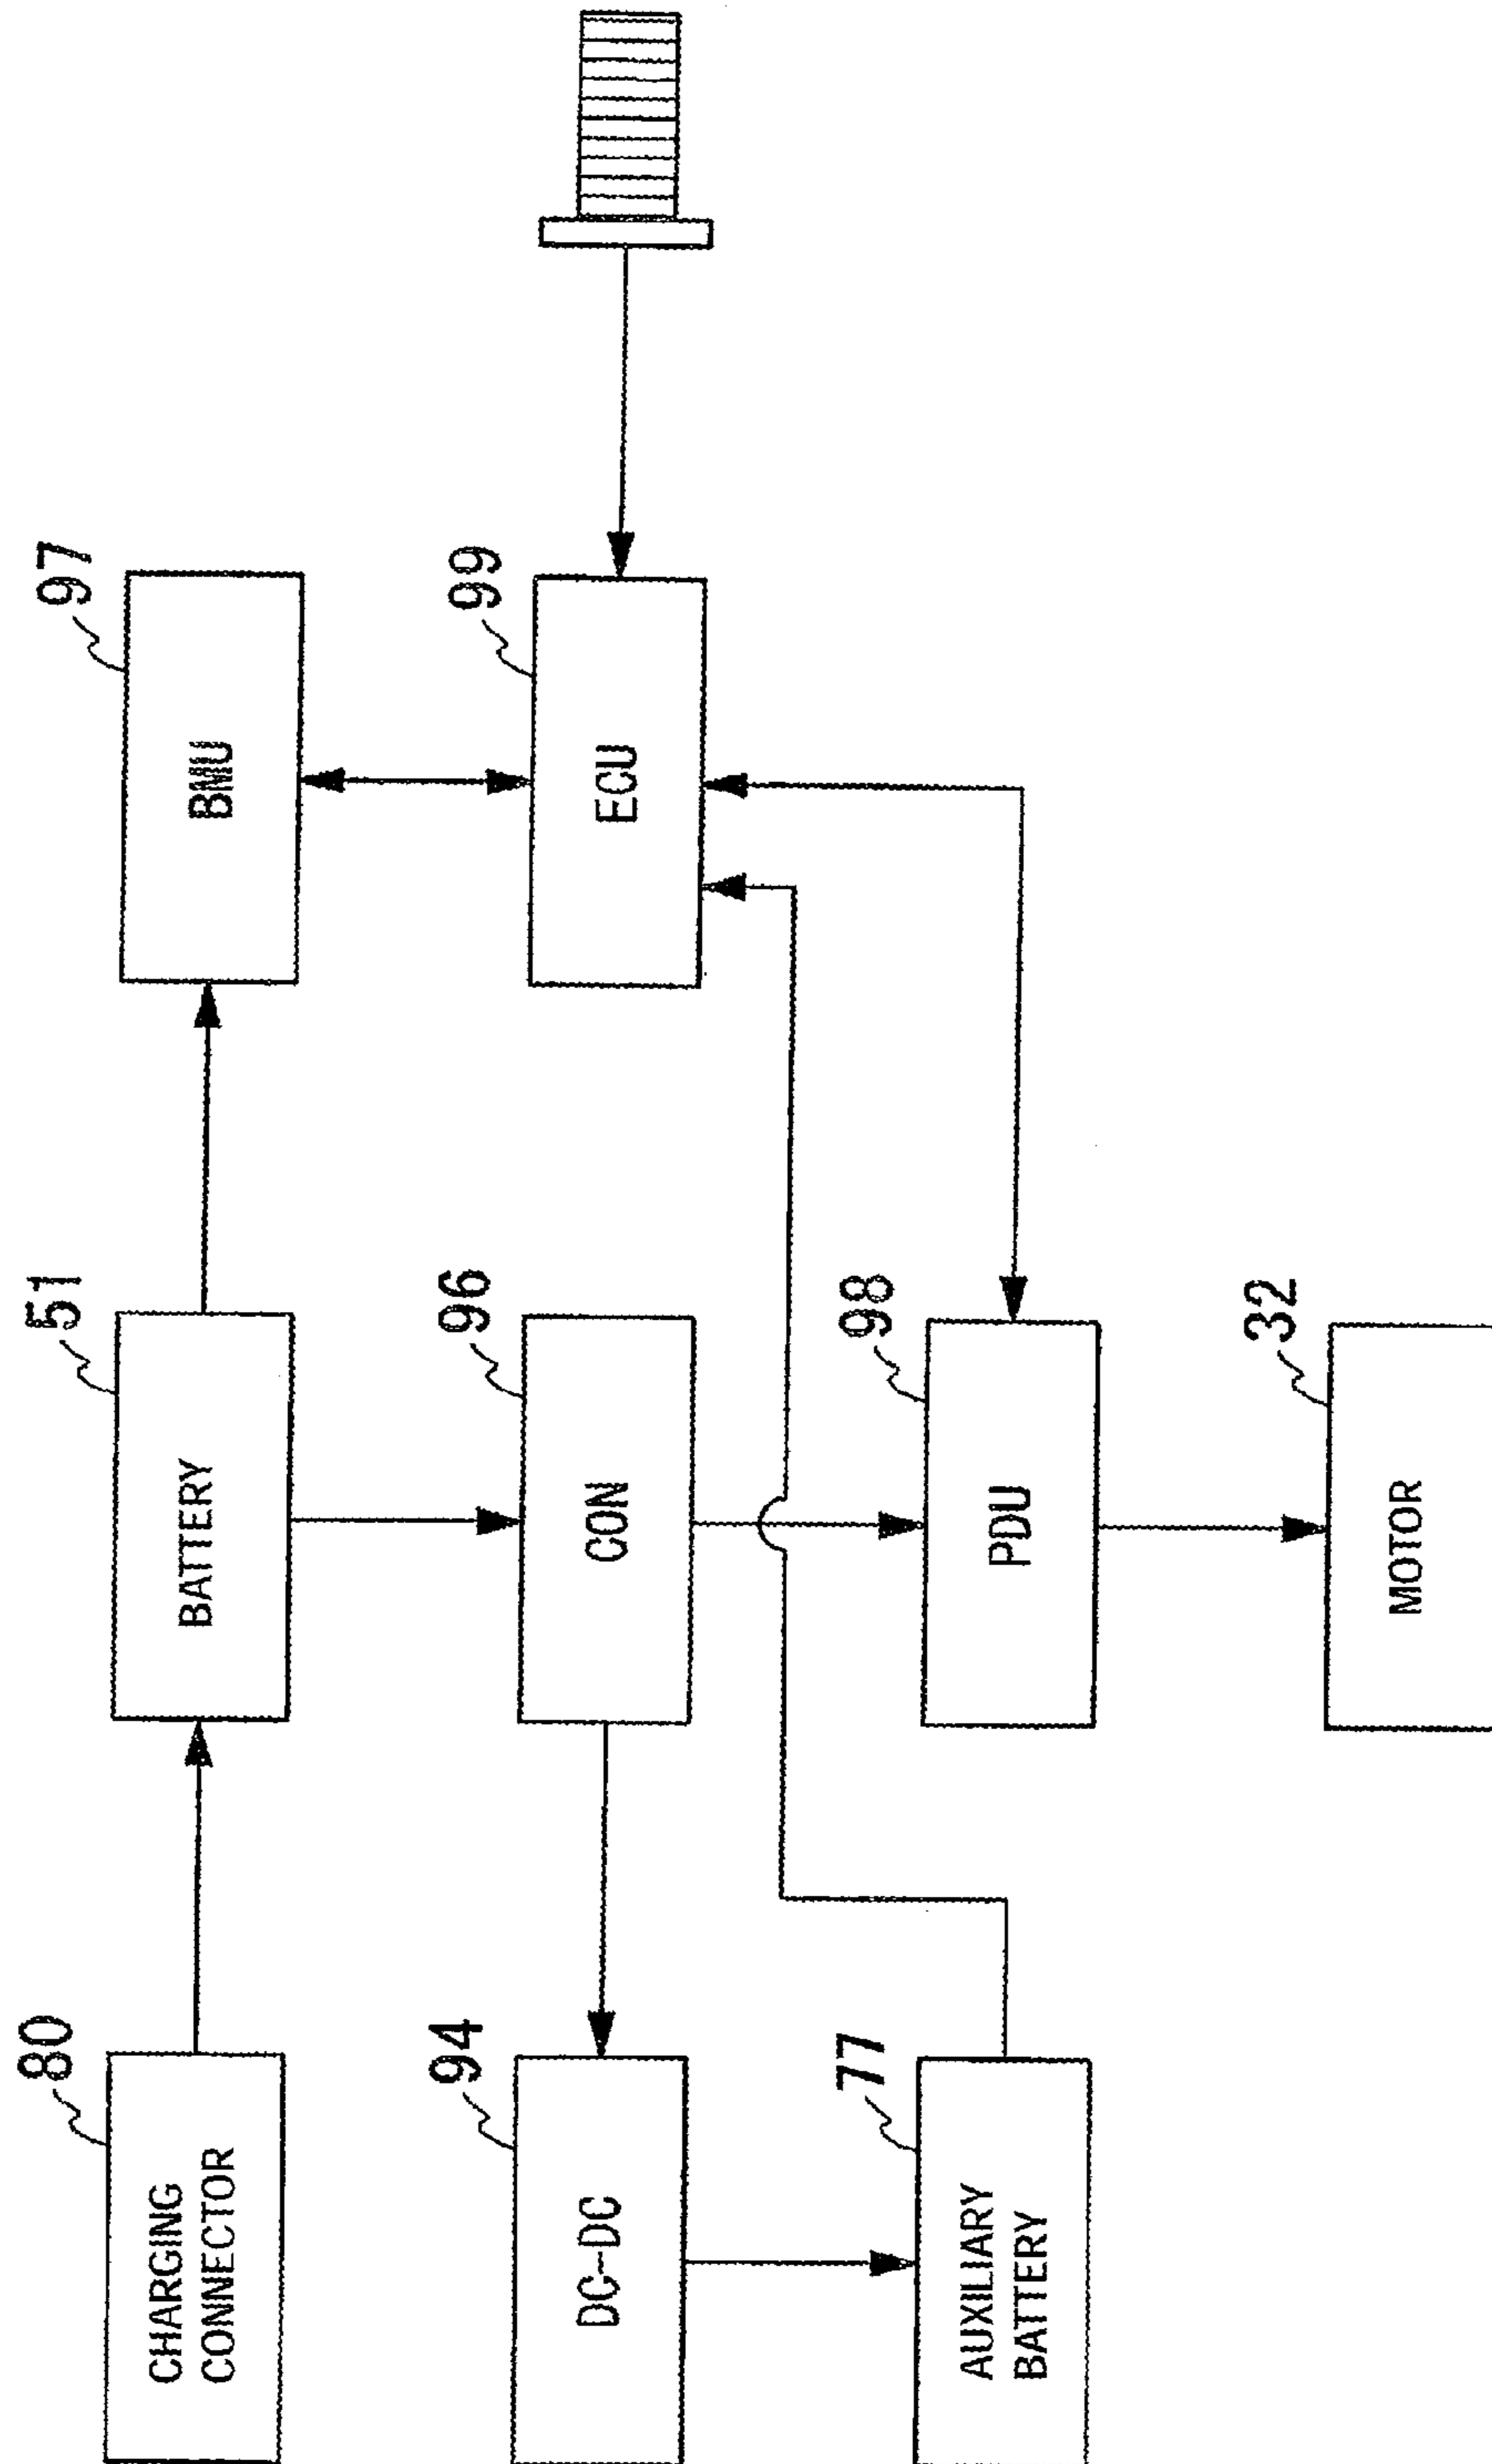 80
CHARGING
CONNECTOR
51
BATTERY
97
BMU
94
DC-DC
96
CON
99
ECU
77
AUXILIARY
BATTERY
98
PDU
32
MOTOR